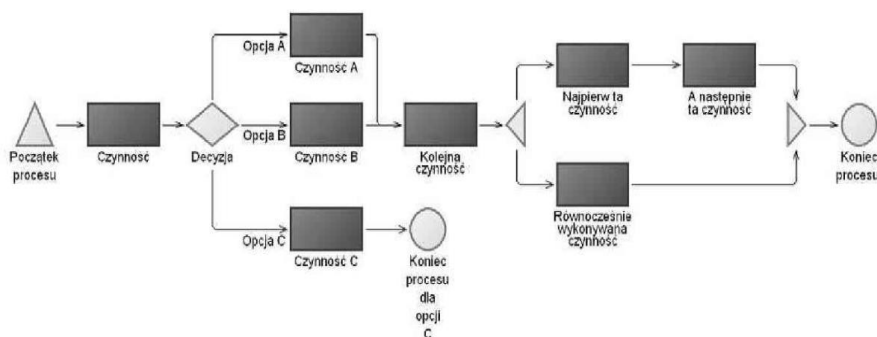 Opcja A
Czynność A
Najpierw ta
czynność
A następnie
ta czynność
Początek
procesu
Czynność
Decyzja
Opcja B
Czynność B
Kolejna
czynność
Koniec
procesu
Równocześnie
wykonywana
czynność
Opcja C
Czynność C
Koniec
procesu
dla
opcji
C